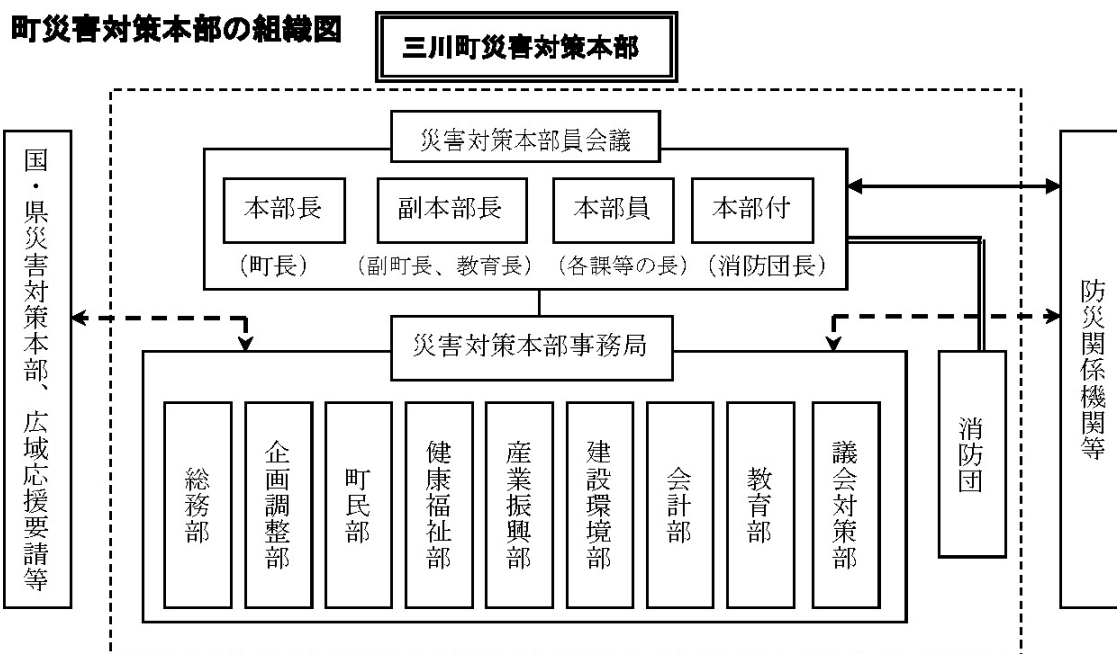 町災害対策本部の組織図
三川町災害対策本部
災害対策本部員会議
本部長
副本部長
本部員
本部付
(町長)
(副町長、教育長)
(各課等の長)
(消防団長)
国・県災害対策本部、広域応援要請等
防災関係機関等
災害対策本部事務局
総務部
企画調整部
町民部
健康福祉部
産業振興部
建設環境部
会計部
教育部
議会対策部
消防団